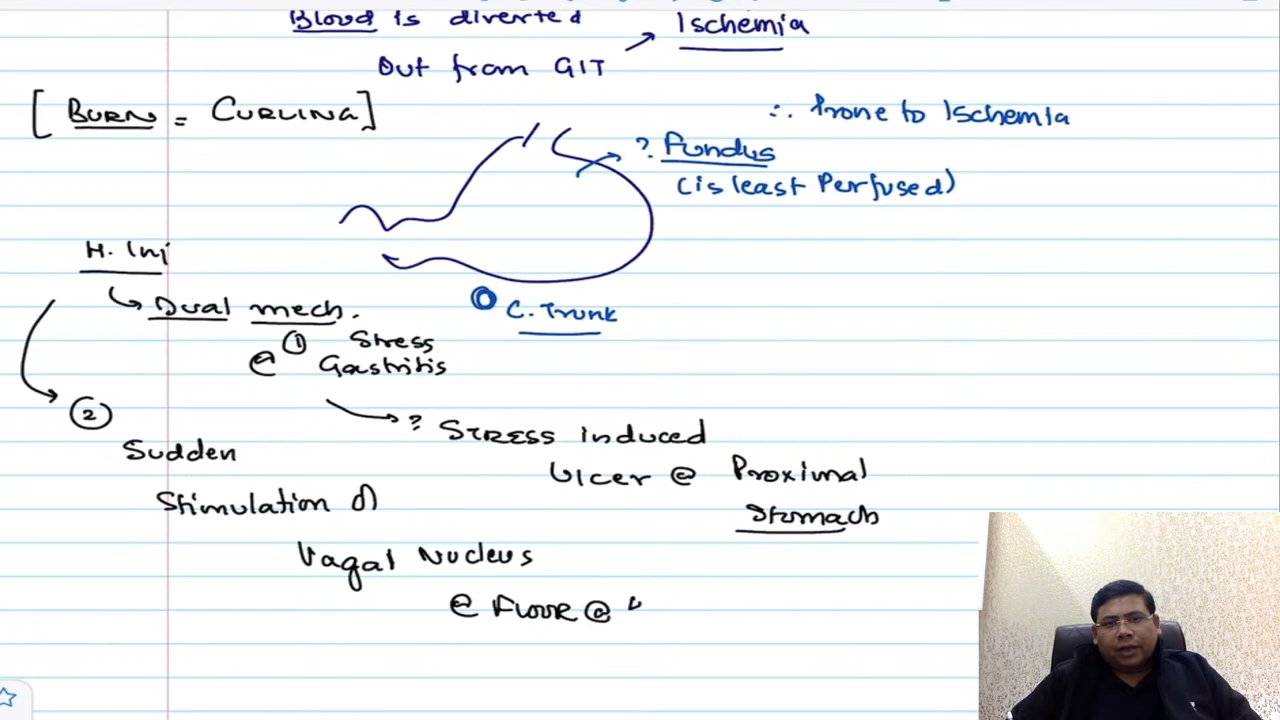 Blood is diverted
Out from GIT
Ischemia
[ BURN = CURLING ]
∴ Prone to Ischemia
? Fundus
(is least Perfused)
H. Inj
Dual mech.
C. Trunk
@ ① Stress
Gastritis
②
? STRESS induced
Sudden
Ulcer @ Proximal
Stimulation of
Stomach
Vagal Nucleus
@ Floor @